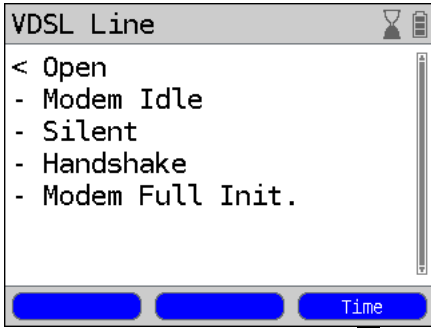 VDSL Line
< Open
- Modem Idle
- Silent
- Handshake
- Modem Full Init.
Time